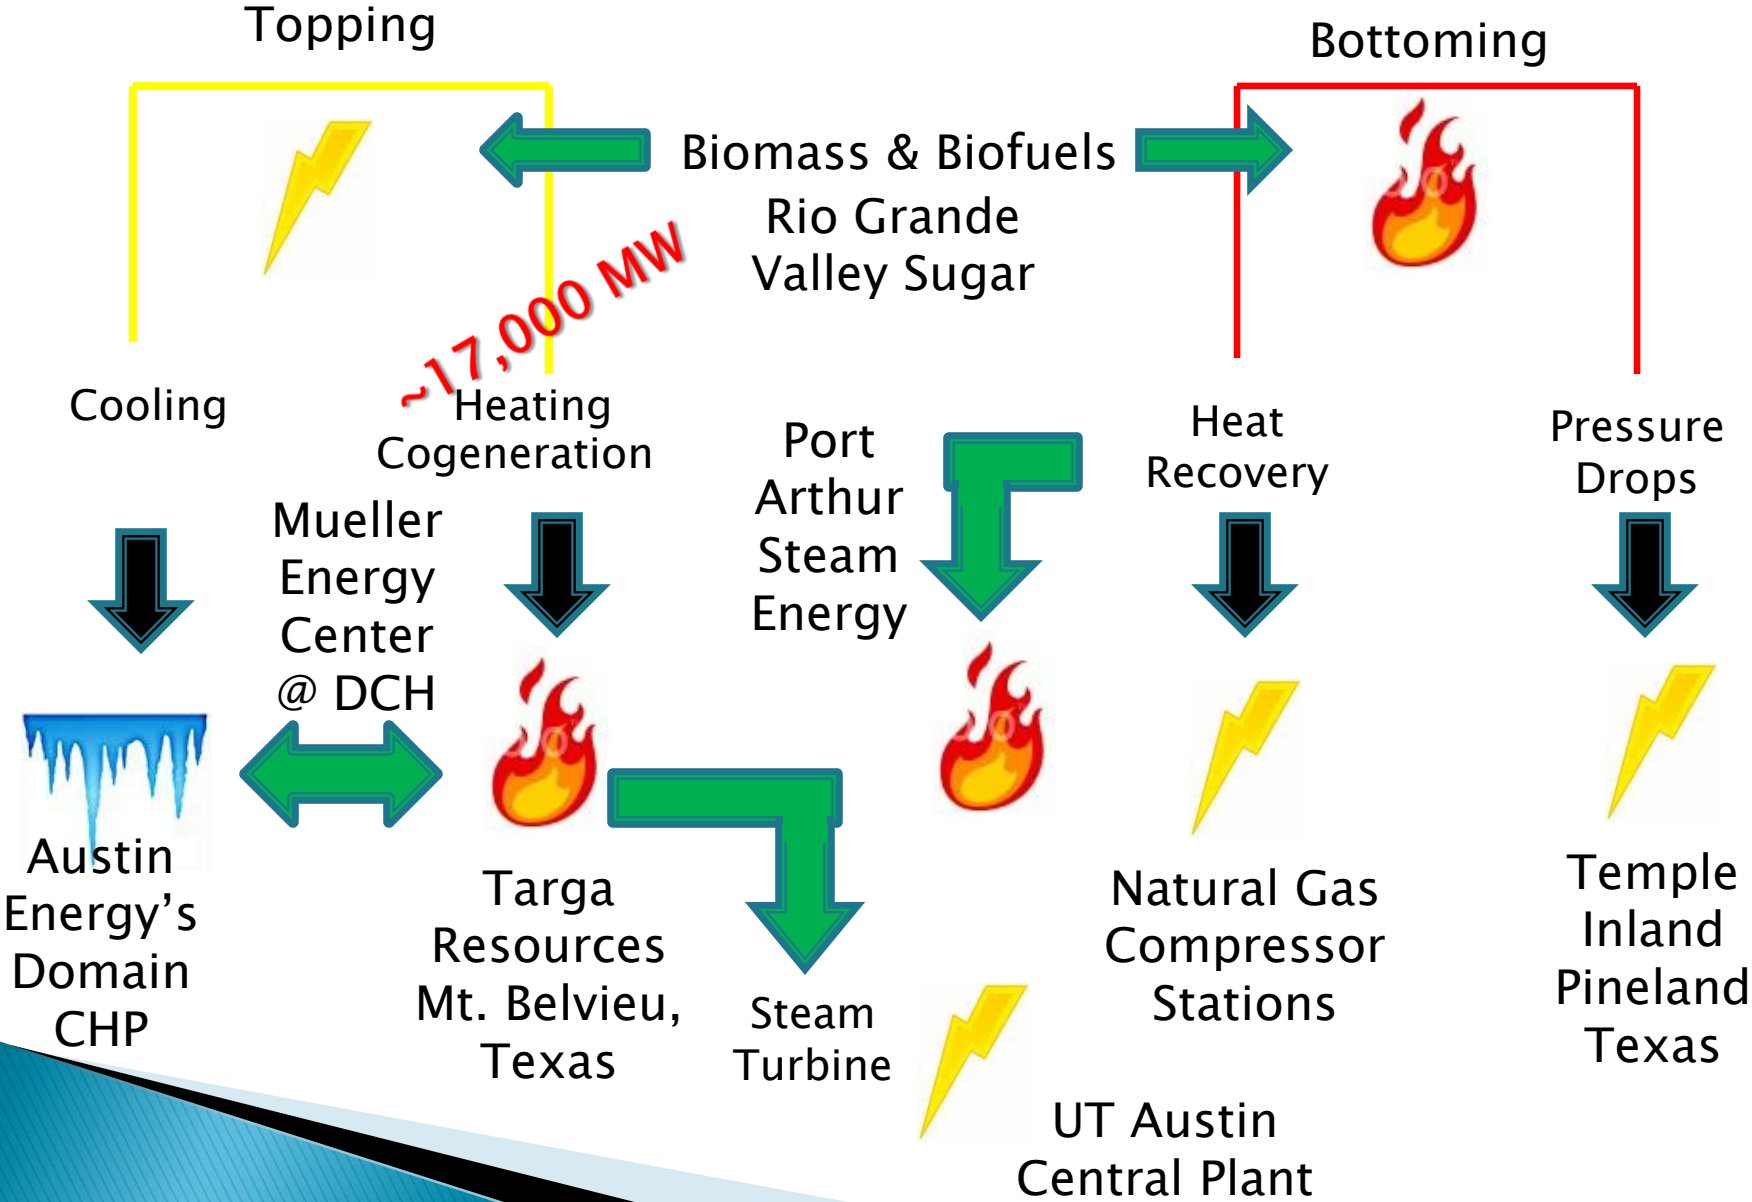 Topping
Bottoming
Biomass & Biofuels
Rio Grande
Valley Sugar
~17,000 MW
Cooling
Heating
Cogeneration
Heat
Recovery
Pressure
Drops
Mueller
Energy
Center
@ DCH
Port
Arthur
Steam
Energy
Austin
Energy’s
Domain
CHP
Targa
Resources
Mt. Belvieu,
Texas
Steam
Turbine
Natural Gas
Compressor
Stations
Temple
Inland
Pineland
Texas
UT Austin
Central Plant